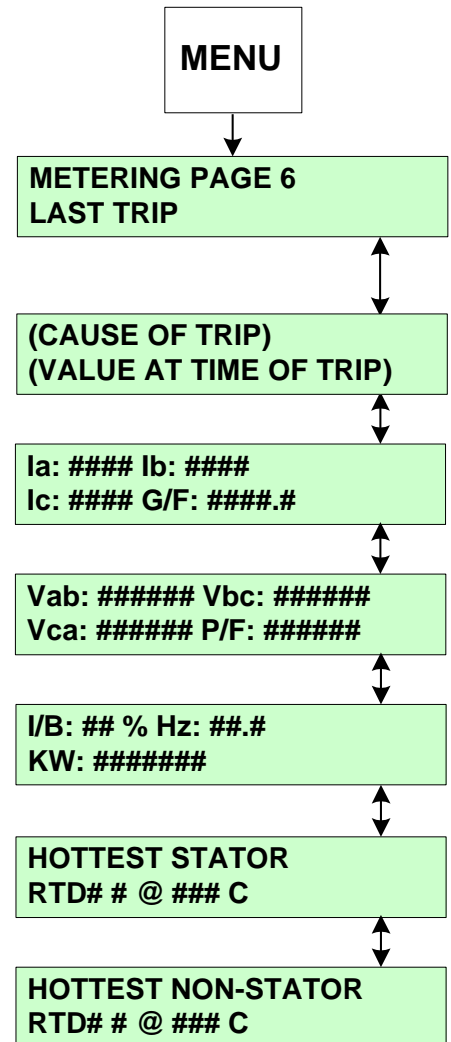 MENU
METERING PAGE 6
LAST TRIP
(CAUSE OF TRIP)
(VALUE AT TIME OF TRIP)
Ia: #### Ib: ####
Ic: #### G/F: ####.#
Vab: ###### Vbc: ######
Vca: ###### P/F: ######
I/B: ## % Hz: ##.#
KW: #######
HOTTEST STATOR
RTD# # @ ### C
HOTTEST NON-STATOR
RTD# # @ ### C